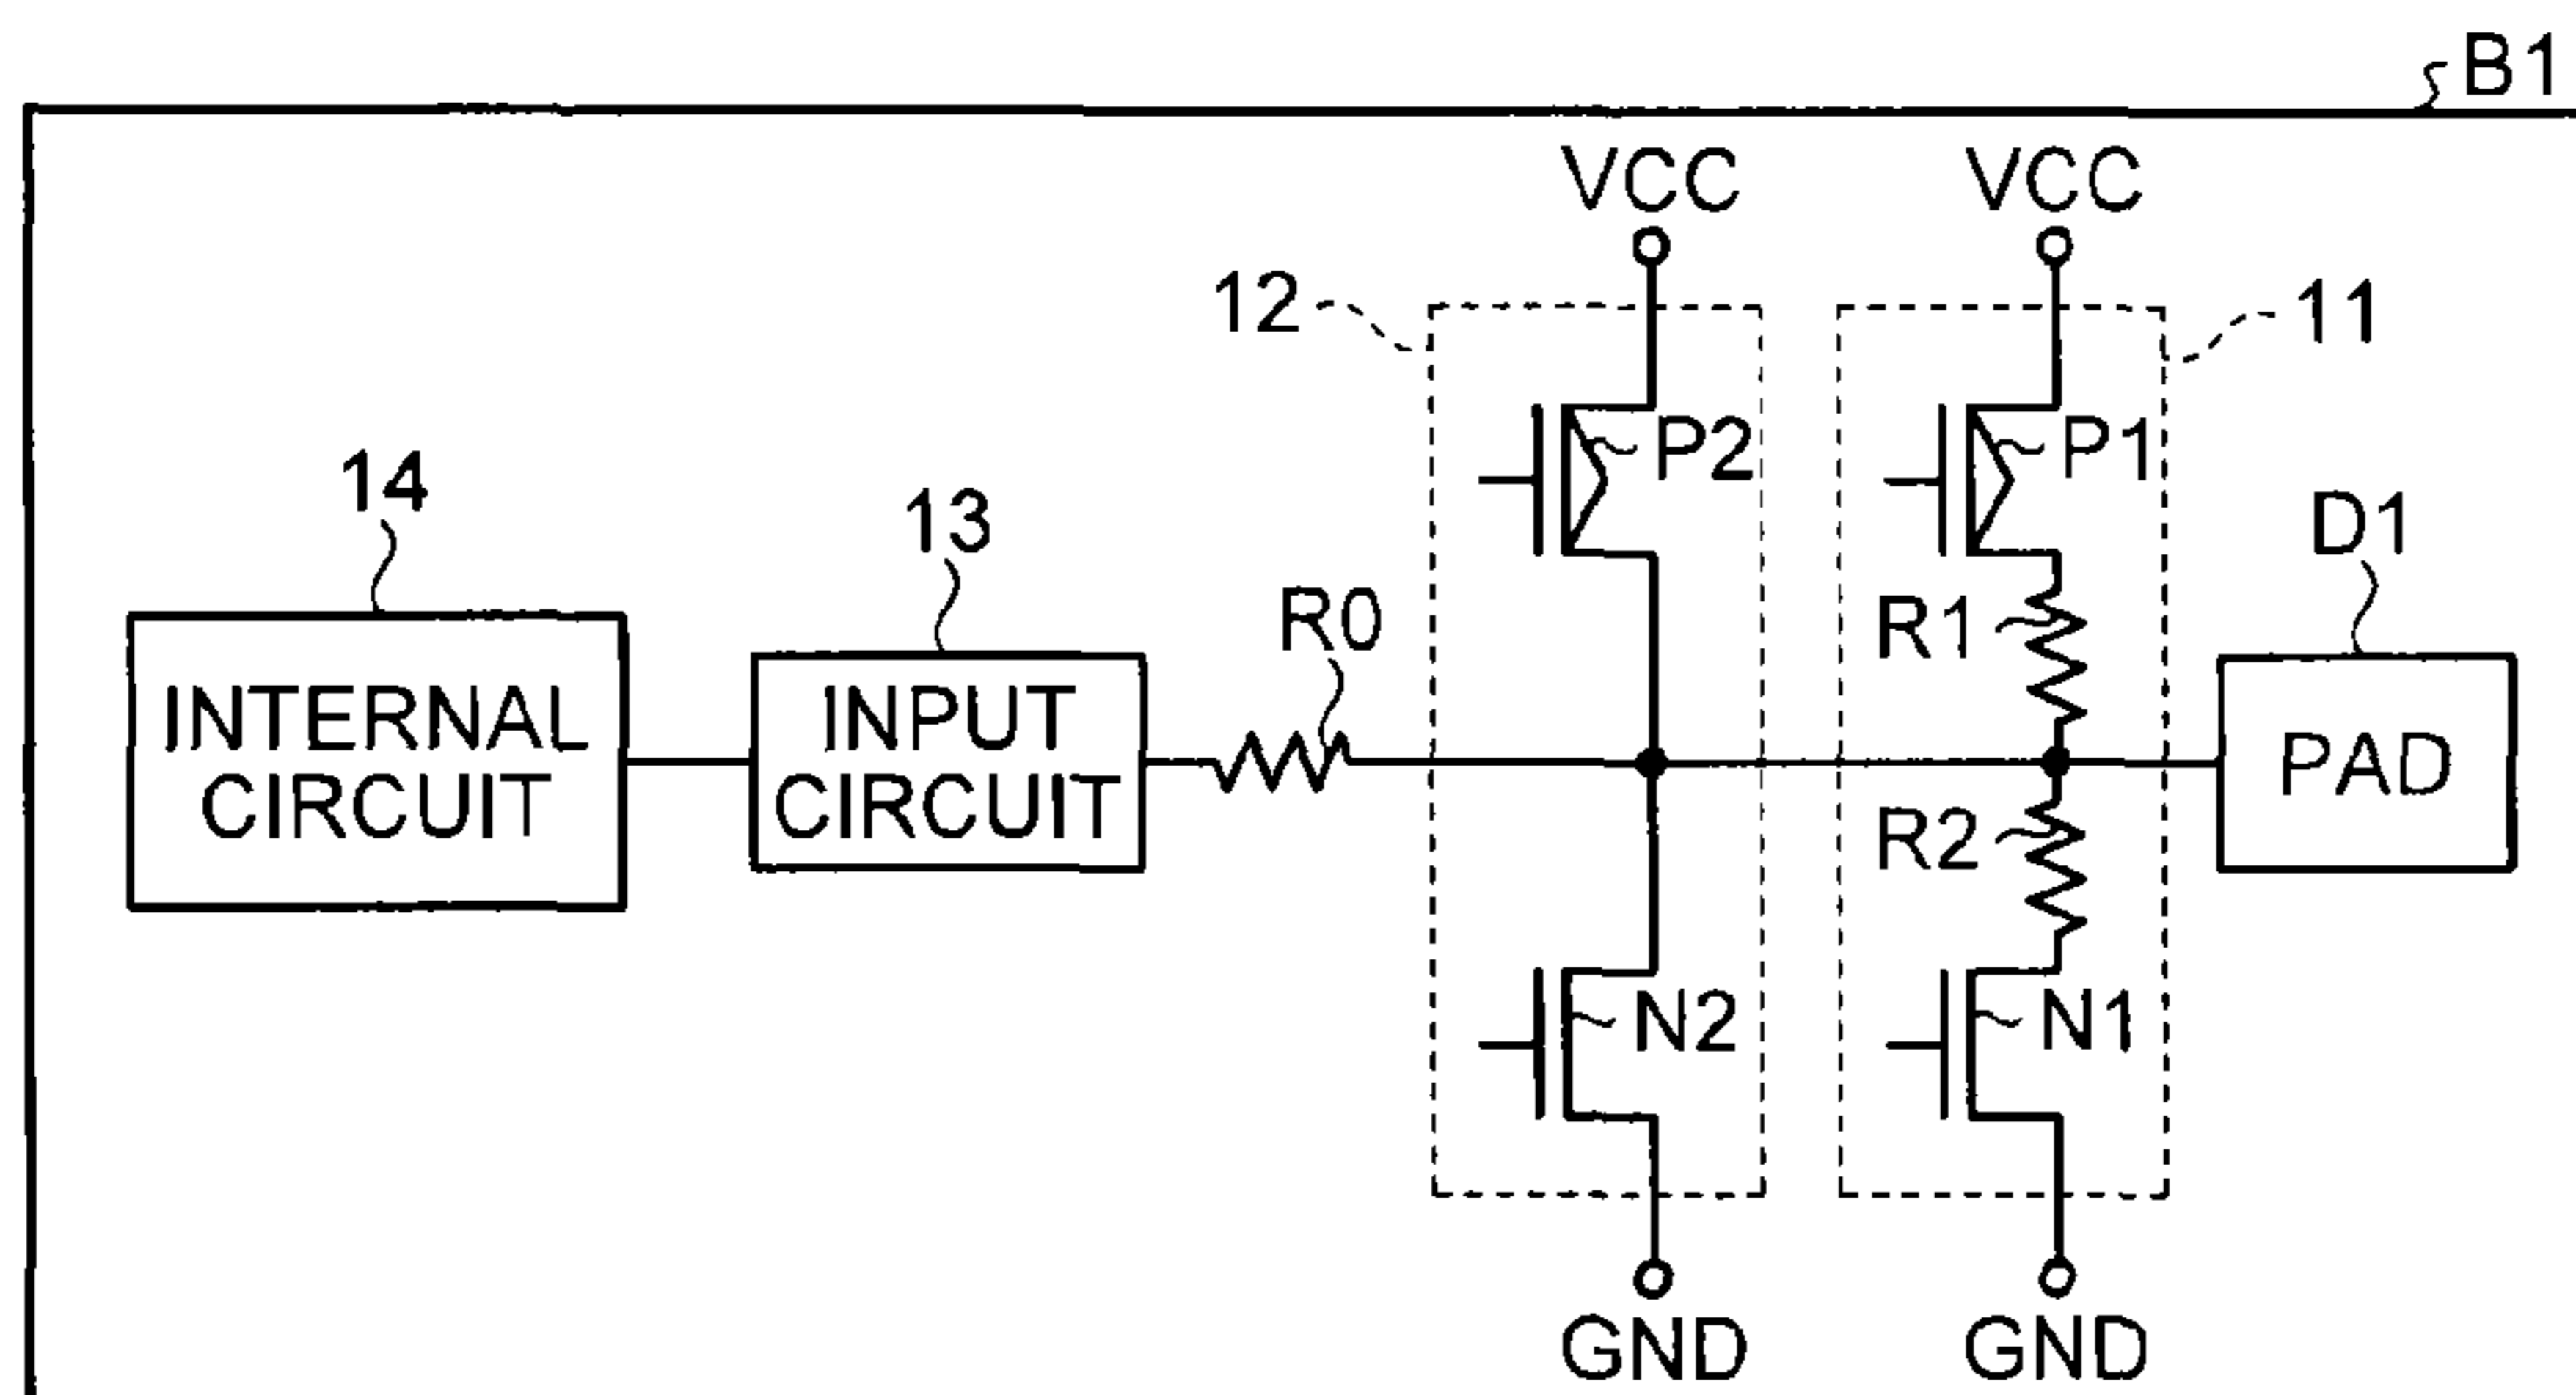 B1
VCC
VCC
12
11
P2
P1
14
13
D1
R0
R1
INTERNAL
CIRCUIT
INPUT
CIRCUIT
PAD
R2
N2
N1
GND
GND